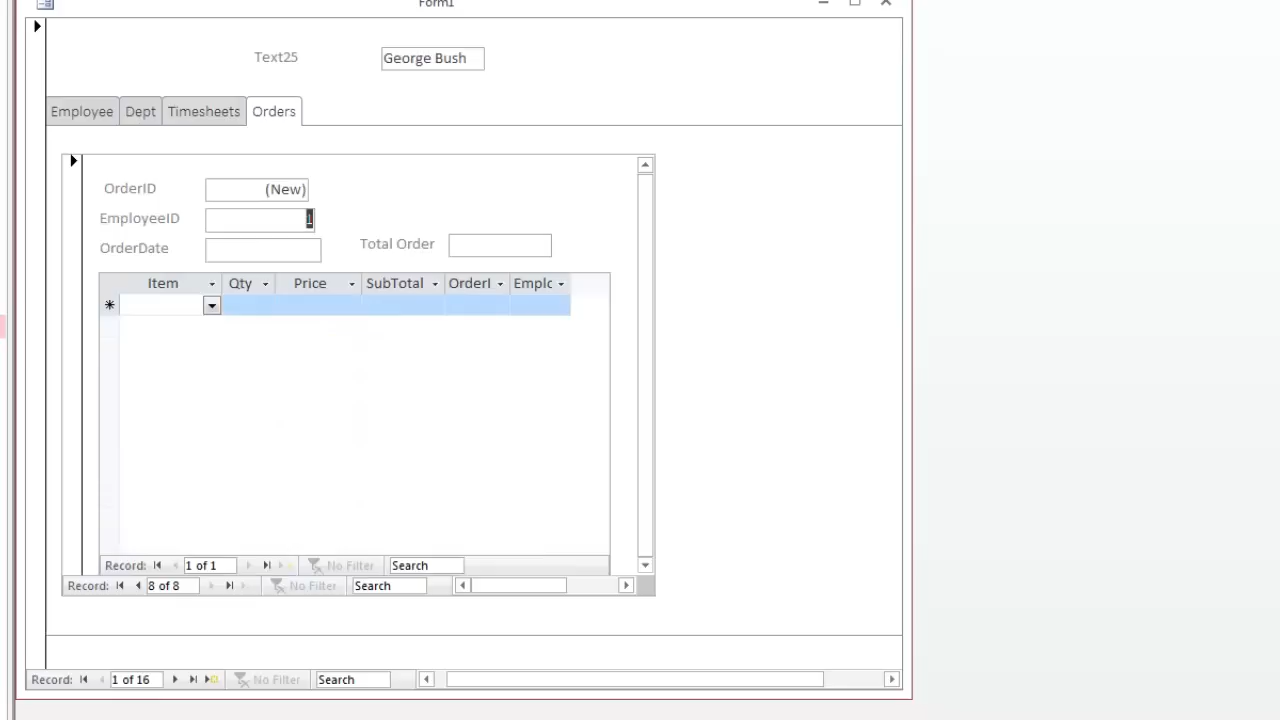 Form1
Text25 George Bush
Employee Dept Timesheets Orders
OrderID (New)
EmployeeID 1
OrderDate Total Order
Item Qty Price SubTotal OrderI Emplc
Record: 1 of 1 No Filter Search
Record: 8 of 8 No Filter Search
Record: 1 of 16 No Filter Search